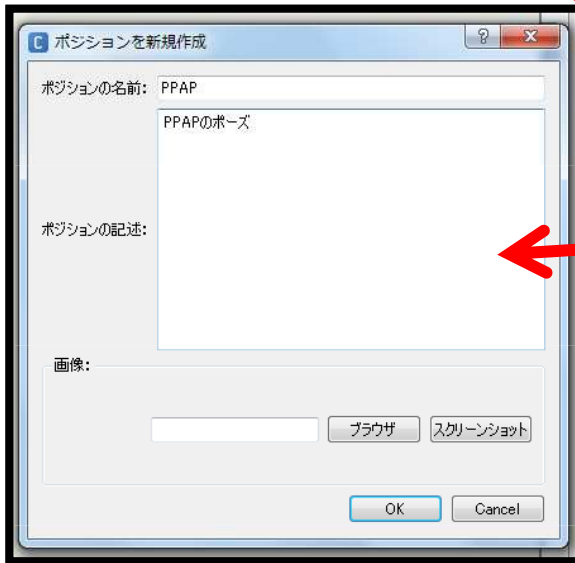 ポジションを新規作成
ポジションの名前: PPAP
PPAPのポーズ
ポジションの記述:
画像:
ブラウザ スクリーンショット
OK Cancel